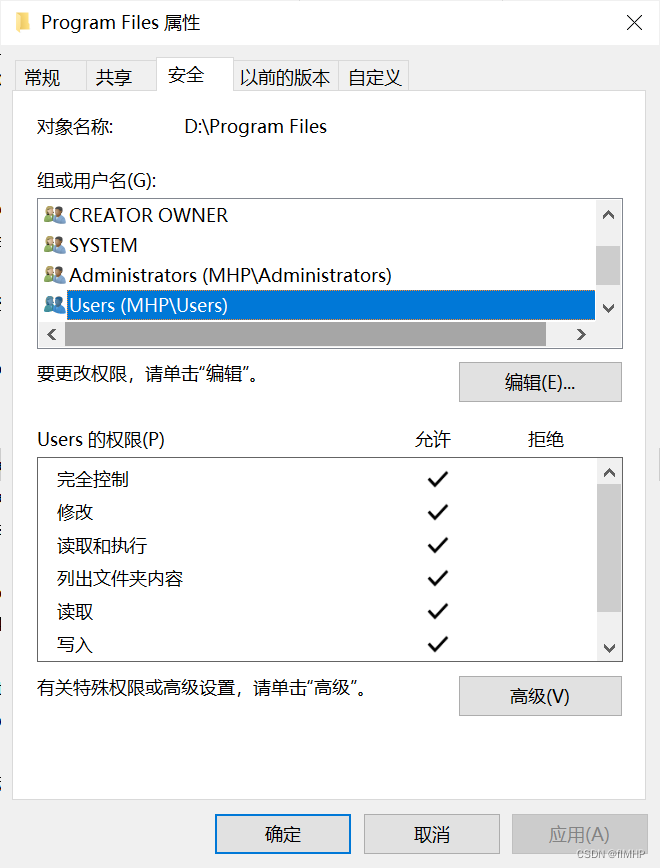 Program Files 属性
常规 共享 安全 以前的版本 自定义
对象名称: D:\Program Files
组或用户名(G):
CREATOR OWNER
SYSTEM
Administrators (MHP\Administrators)
Users (MHP\Users)
要更改权限，请单击“编辑”。
编辑(E)...
Users 的权限(P) 允许 拒绝
完全控制
修改
读取和执行
列出文件夹内容
读取
写入
有关特殊权限或高级设置，请单击“高级”。
高级(V)
确定 取消 应用(A)
CSDN @flMHP